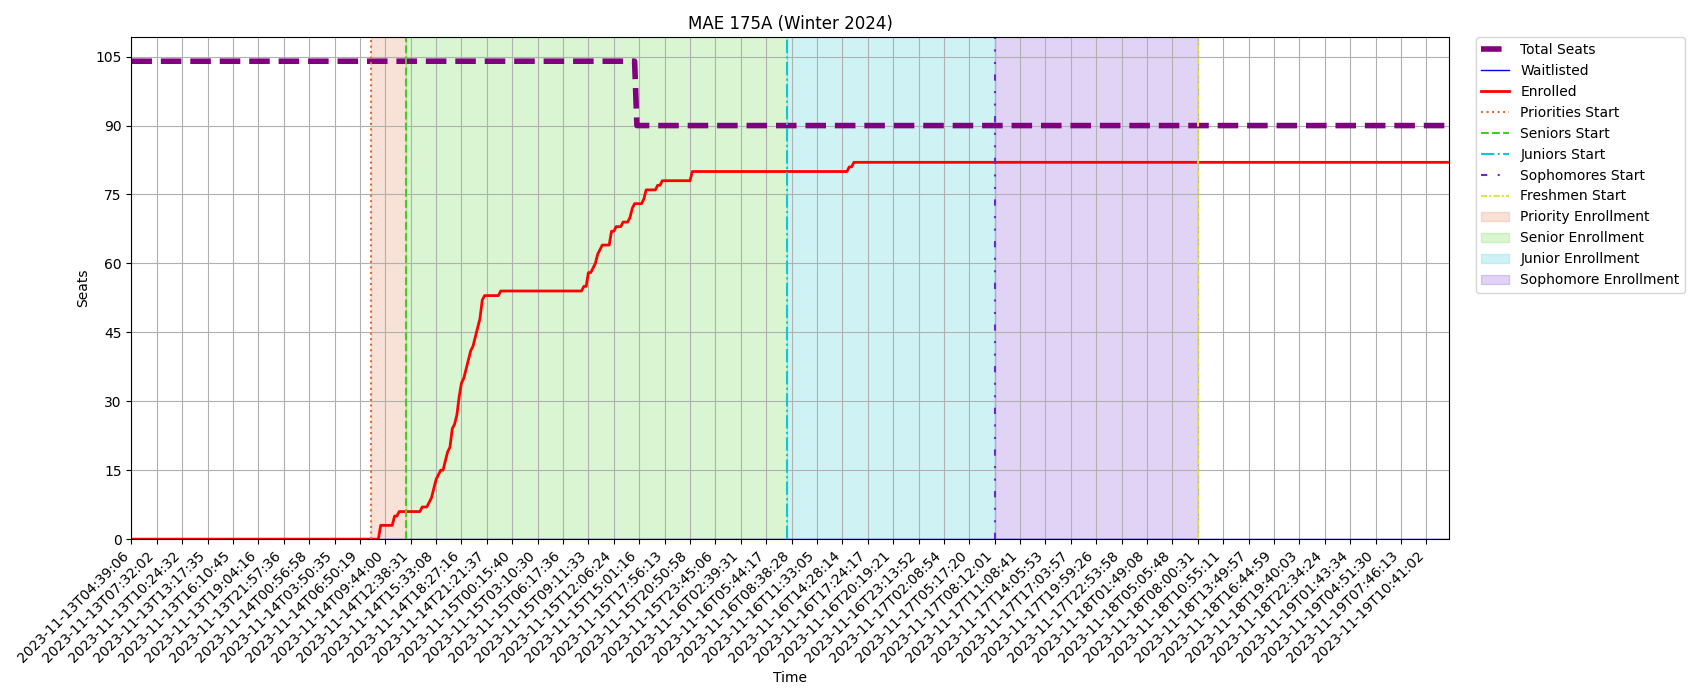 MAE 175A (Winter 2024)
105
90
75
60
45
30
15
0
Seats
2023-11-13T04:39:06
2023-11-13T07:32:02
2023-11-13T10:24:32
2023-11-13T13:17:35
2023-11-13T16:10:45
2023-11-13T19:04:16
2023-11-13T21:57:36
2023-11-14T00:56:58
2023-11-14T03:50:35
2023-11-14T06:50:19
2023-11-14T09:44:00
2023-11-14T12:38:31
2023-11-14T15:33:08
2023-11-14T18:27:16
2023-11-14T21:21:37
2023-11-15T00:15:40
2023-11-15T03:10:30
2023-11-15T06:17:36
2023-11-15T09:11:33
2023-11-15T12:06:24
2023-11-15T15:01:16
2023-11-15T17:56:13
2023-11-15T20:50:58
2023-11-15T23:45:06
2023-11-16T02:39:31
2023-11-16T05:44:17
2023-11-16T08:38:28
2023-11-16T11:33:05
2023-11-16T14:28:14
2023-11-16T17:24:17
2023-11-16T20:19:21
2023-11-16T23:13:52
2023-11-17T02:08:54
2023-11-17T05:17:20
2023-11-17T08:12:01
2023-11-17T11:08:41
2023-11-17T14:05:53
2023-11-17T17:03:57
2023-11-17T19:59:26
2023-11-17T22:53:58
2023-11-18T01:49:08
2023-11-18T05:05:48
2023-11-18T08:00:31
2023-11-18T10:55:11
2023-11-18T13:49:57
2023-11-18T16:44:59
2023-11-18T19:40:03
2023-11-18T22:34:24
2023-11-19T01:43:34
2023-11-19T04:51:30
2023-11-19T07:46:13
2023-11-19T10:41:02
Time
Total Seats
Waitlisted
Enrolled
Priorities Start
Seniors Start
Juniors Start
Sophomores Start
Freshmen Start
Priority Enrollment
Senior Enrollment
Junior Enrollment
Sophomore Enrollment